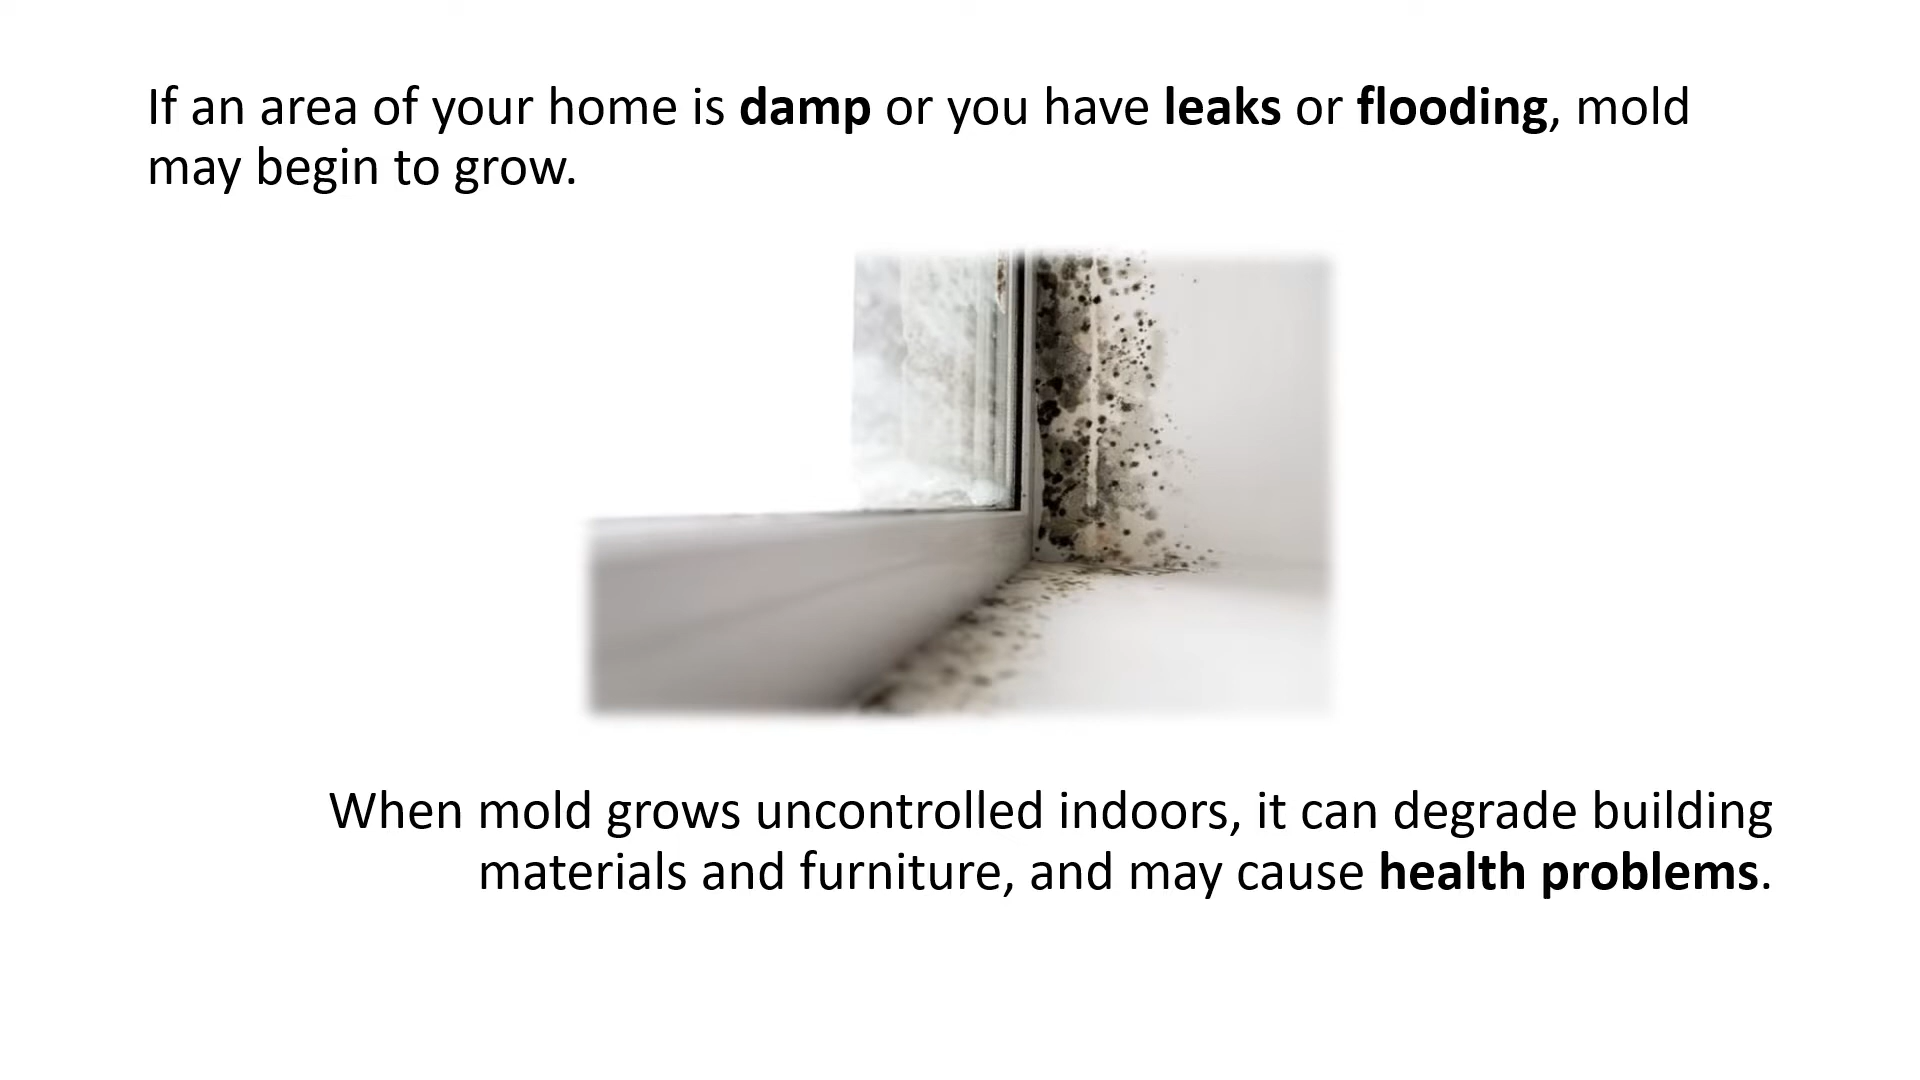 If an area of your home is damp or you have leaks or flooding, mold
may begin to grow.
When mold grows uncontrolled indoors, it can degrade building
materials and furniture, and may cause health problems.